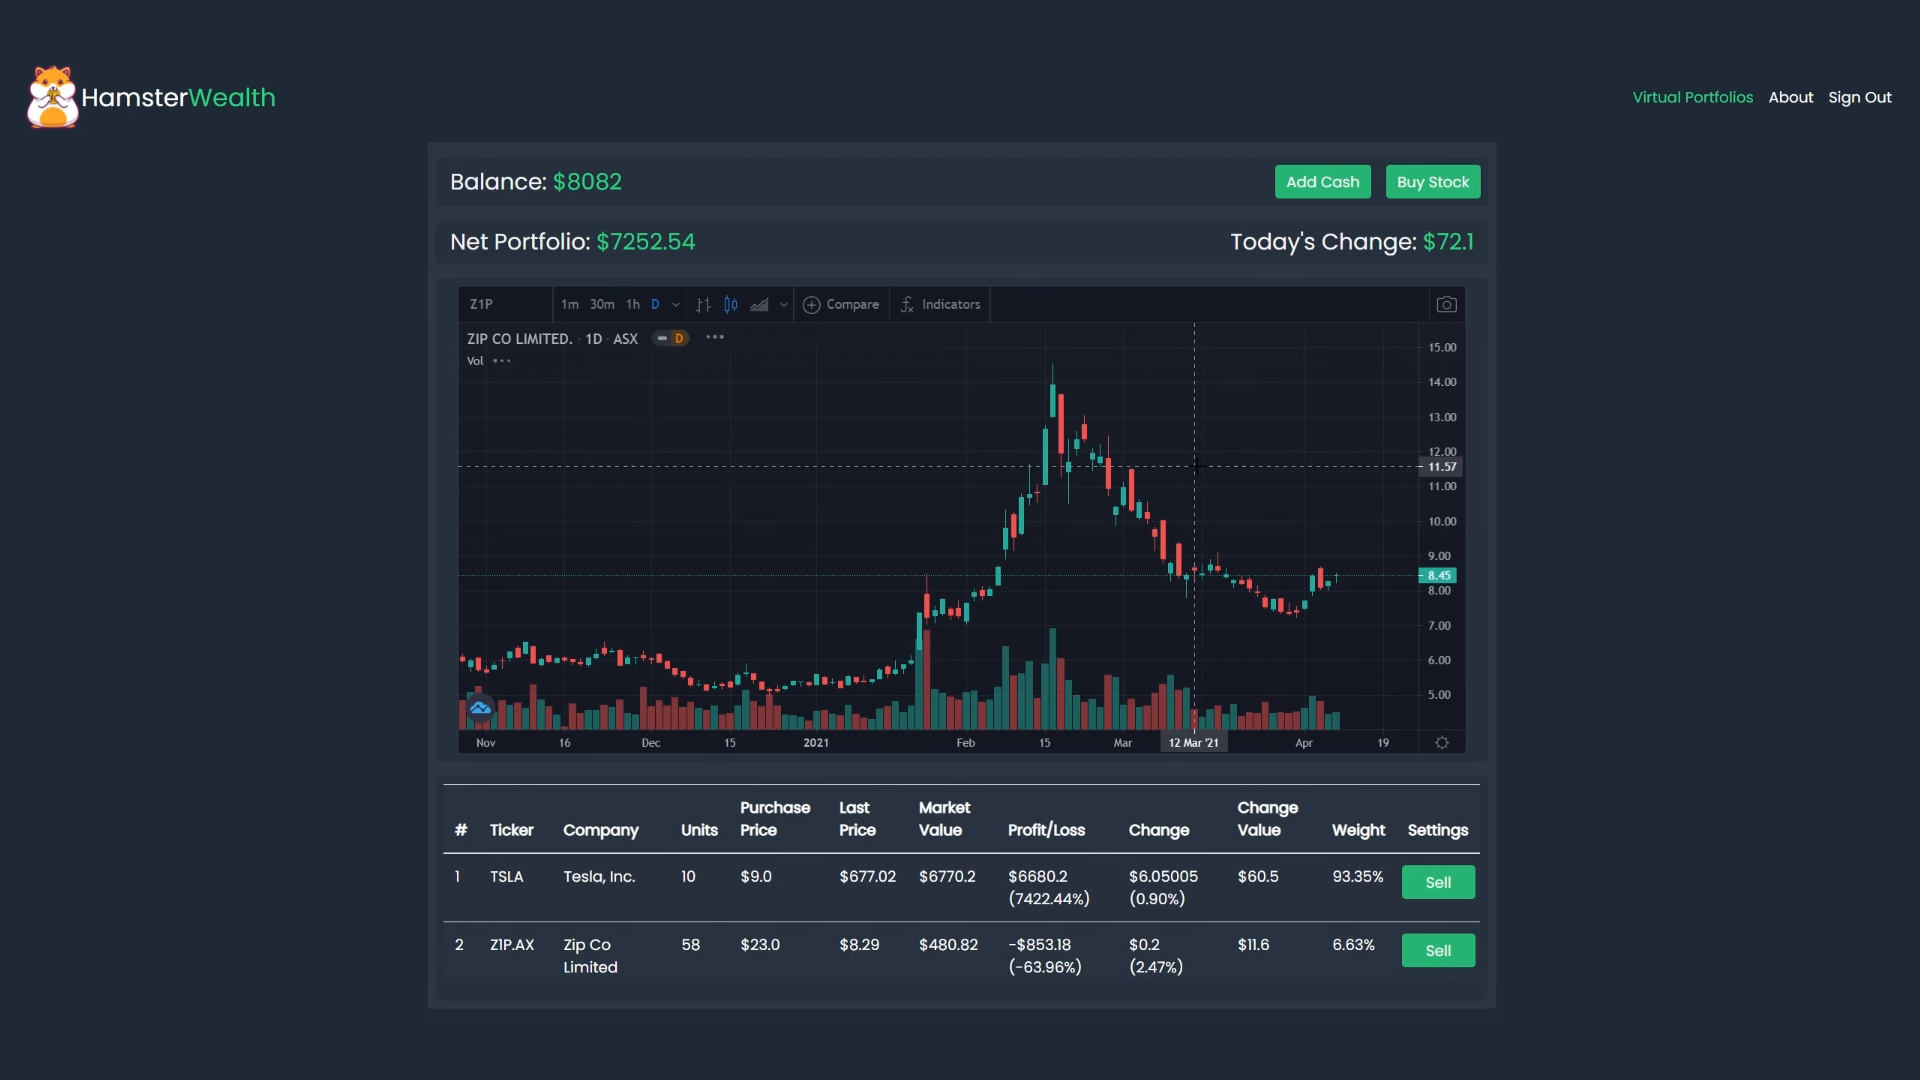 HamsterWealth
Virtual Portfolios About Sign Out
Balance: $8082
Add Cash Buy Stock
Net Portfolio: $7252.54
Today's Change: $72.1
Z1P 1m 30m 1h D Compare Indicators
ZIP CO LIMITED. · 1D · ASX D
Vol
15.00
14.00
13.00
12.00
11.57
11.00
10.00
9.00
8.45
8.00
7.00
6.00
5.00
Nov 16 Dec 15 2021 Feb 15 Mar 12 Mar '21 Apr 19
# Ticker Company Units Purchase Price Last Price Market Value Profit/Loss Change Change Value Weight Settings
1 TSLA Tesla, Inc. 10 $9.0 $677.02 $6770.2 $6680.2 $6.05005 $60.5 93.35% Sell
(7422.44%) (0.90%)
2 Z1P.AX Zip Co 58 $23.0 $8.29 $480.82 -$853.18 $0.2 $11.6 6.63% Sell
Limited (-63.96%) (2.47%)